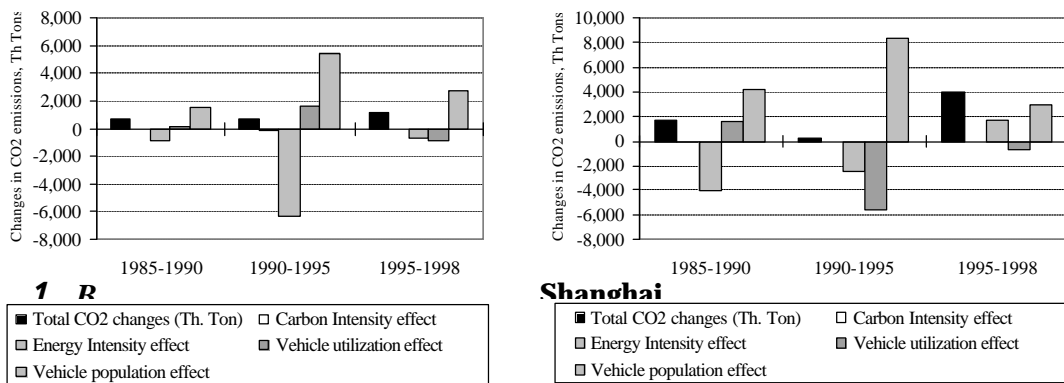 Changes in CO2 emissions, Th Tons
8,000
6,000
4,000
2,000
0
-2,000
-4,000
-6,000
-8,000
1985-1990 1990-1995 1995-1998
1
Total CO2 changes (Th. Ton) Carbon Intensity effect
Energy Intensity effect Vehicle utilization effect
Vehicle population effect
Changes in CO2 emissions, Th Tons
10,000
8,000
6,000
4,000
2,000
0
-2,000
-4,000
-6,000
-8,000
1985-1990 1990-1995 1995-1998
Shanghai
Total CO2 changes (Th. Ton) Carbon Intensity effect
Energy Intensity effect Vehicle utilization effect
Vehicle population effect